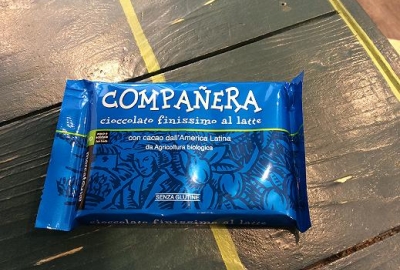 COMPAÑERA
cioccolato finissimo al latte
con cacao dall'America Latina
da Agricoltura biologica
SENZA GLUTINE
cioccolato finissimo al latte